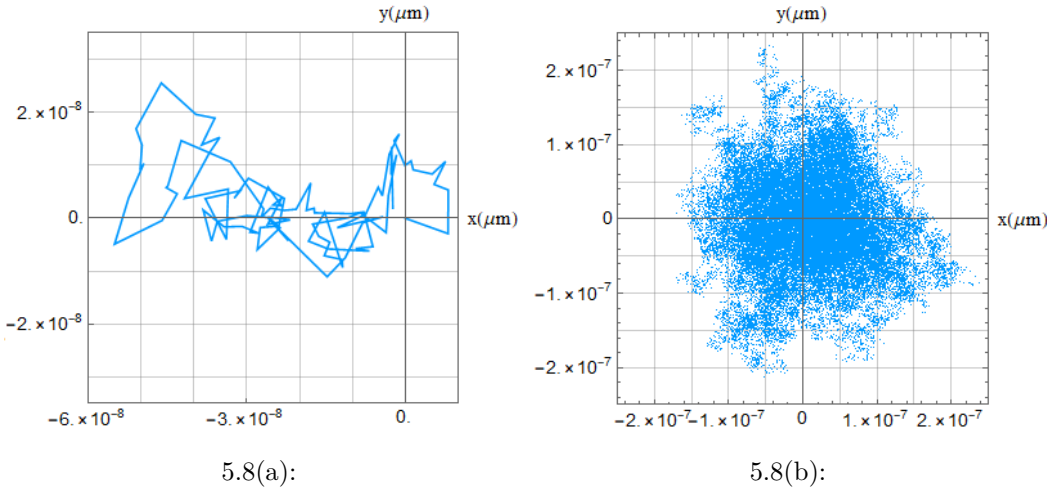 y(μm)
2.×10⁻⁸
0.
−2.×10⁻⁸
x(μm)
−6.×10⁻⁸ −3.×10⁻⁸ 0.
5.8(a):
y(μm)
2.×10⁻⁷
1.×10⁻⁷
0
−1.×10⁻⁷
−2.×10⁻⁷
x(μm)
−2.×10⁻⁷ −1.×10⁻⁷ 0 1.×10⁻⁷ 2.×10⁻⁷
5.8(b):